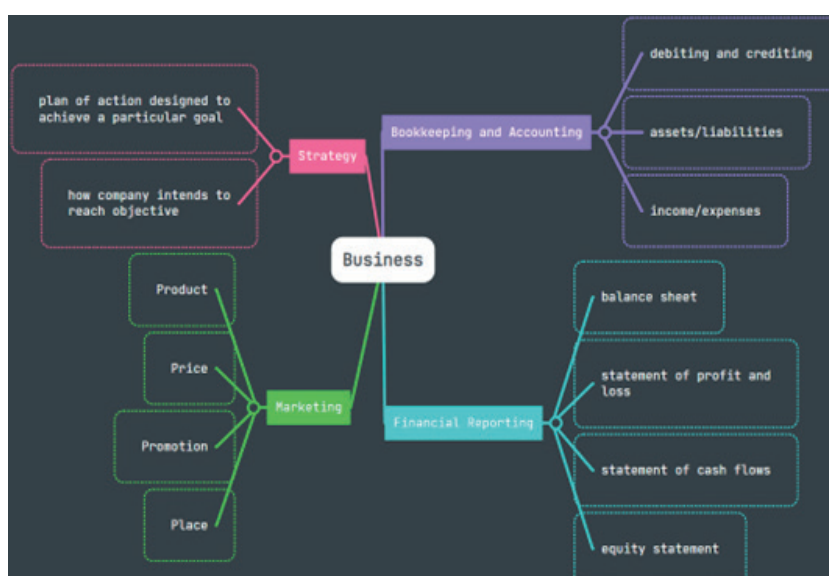 Business
Strategy
plan of action designed to
achieve a particular goal
how company intends to
reach objective
Marketing
Product
Price
Promotion
Place
Bookkeeping and Accounting
debiting and crediting
assets/liabilities
income/expenses
Financial Reporting
balance sheet
statement of profit and
loss
statement of cash flows
equity statement